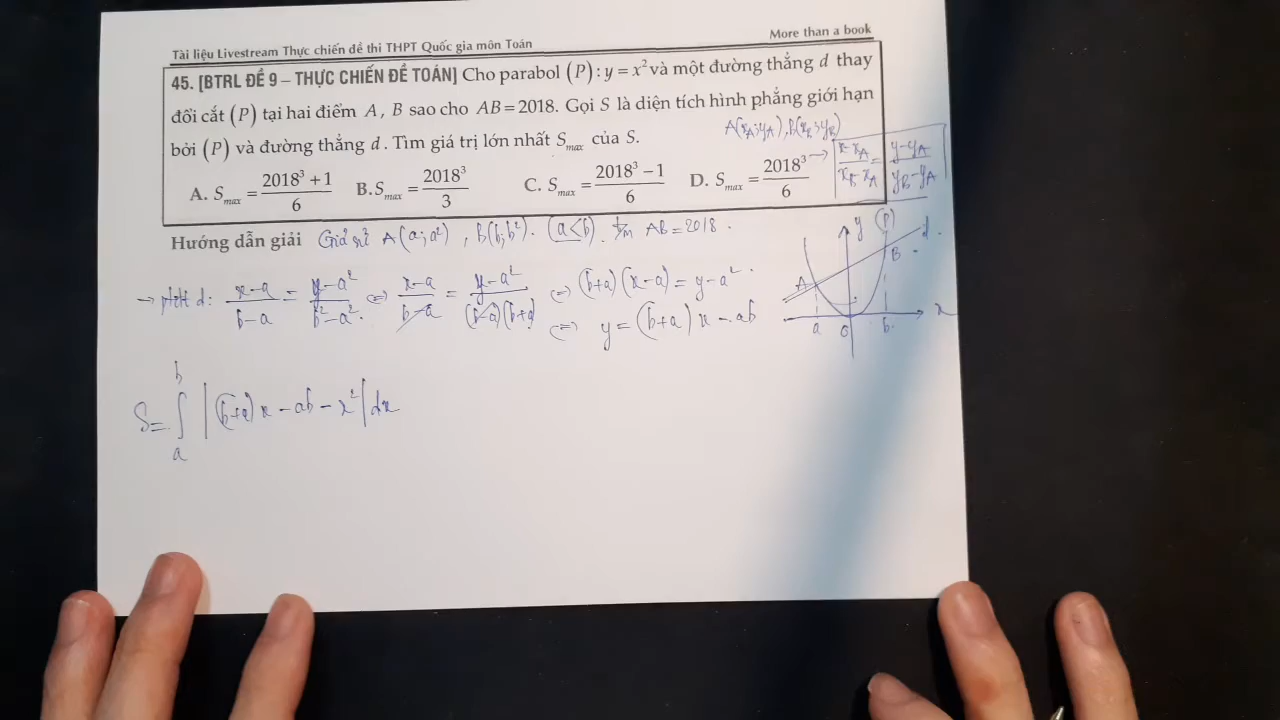 Tài liệu Livestream Thực chiến đề thi THPT Quốc gia môn Toán
More than a book
45. [BTRL ĐỀ 9 – THỰC CHIẾN ĐỀ TOÁN] Cho parabol (P): y = x² và một đường thẳng d thay
đổi cắt (P) tại hai điểm A, B sao cho AB = 2018. Gọi S là diện tích hình phẳng giới hạn
bởi (P) và đường thẳng d. Tìm giá trị lớn nhất S_max của S.
A(x_A; y_A), B(x_B; y_B)
A. S_max = (2018³ + 1)/6 B. S_max = 2018³/3 C. S_max = (2018³ − 1)/6 D. S_max = 2018³/6
→ (x − x_A)/(x_B − x_A) = (y − y_A)/(y_B − y_A)
Hướng dẫn giải Giả sử A(a; a²), B(b; b²). (a < b). t/m AB = 2018.
→ ptđt d: (x − a)/(b − a) = (y − a²)/(b² − a²) ⇔ (x − a)/(b − a) = (y − a²)/((b − a)(b + a)) ⇔ (b + a)(x − a) = y − a²
⇔ y = (b + a)x − ab
y (P) d
A B
a O b x
S = ∫_a^b |(b + a)x − ab − x²| dx